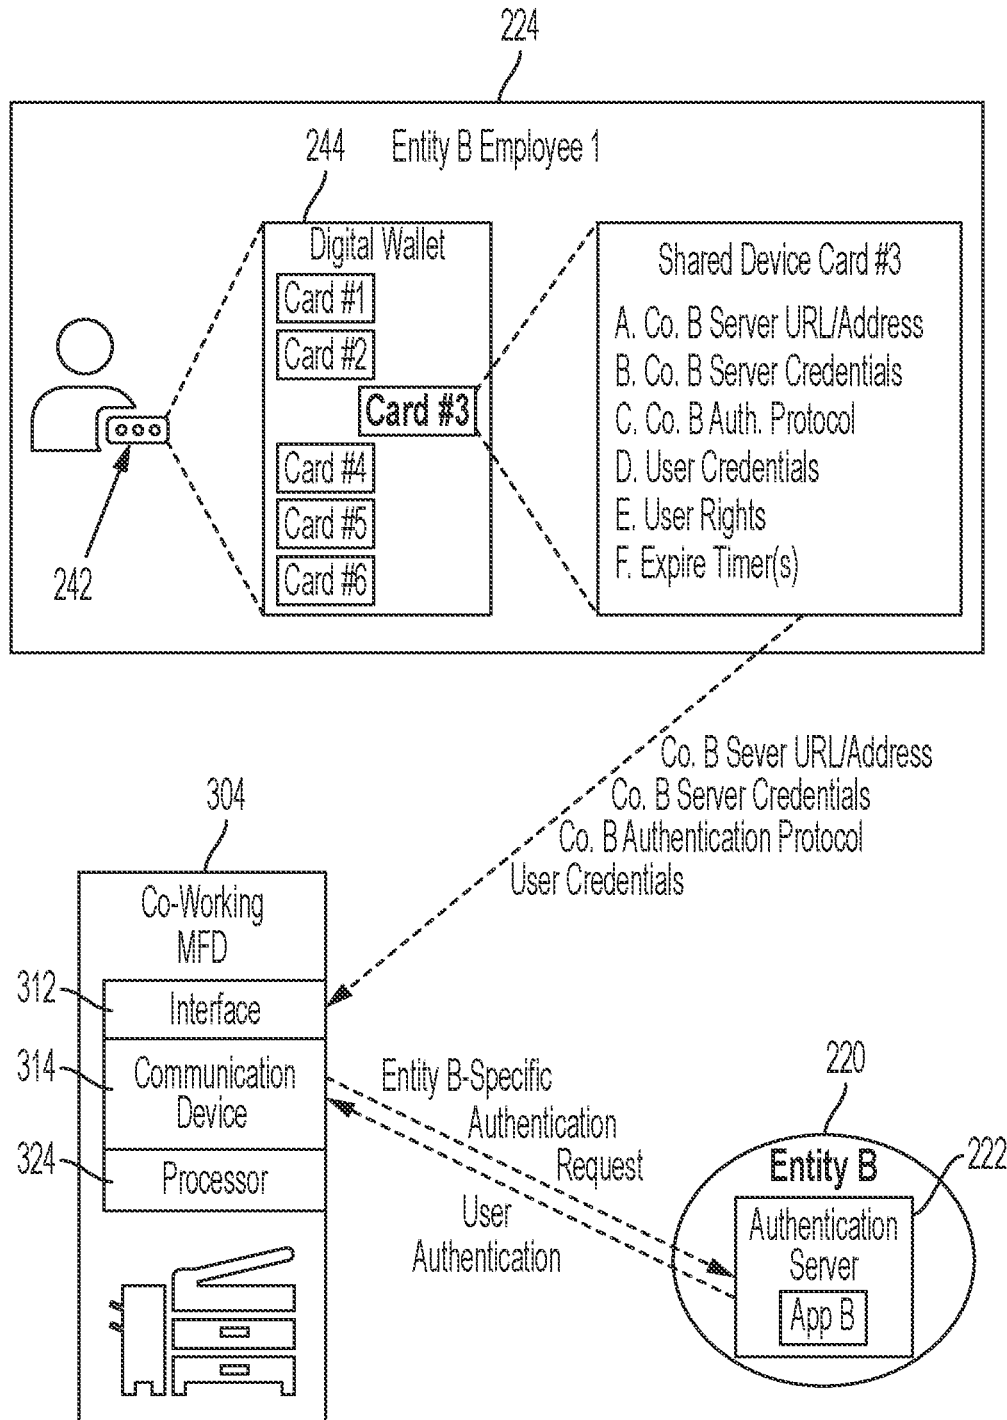 224
Entity B Employee 1
244
Digital Wallet
Card #1
Card #2
Card #3
Card #4
Card #5
Card #6
242
Shared Device Card #3
A. Co. B Server URL/Address
B. Co. B Server Credentials
C. Co. B Auth. Protocol
D. User Credentials
E. User Rights
F. Expire Timer(s)
Co. B Sever URL/Address
Co. B Server Credentials
Co. B Authentication Protocol
User Credentials
304
Co-Working
MFD
312
Interface
314
Communication
Device
324
Processor
Entity B-Specific
Authentication
Request
User
Authentication
220
Entity B
222
Authentication
Server
App B